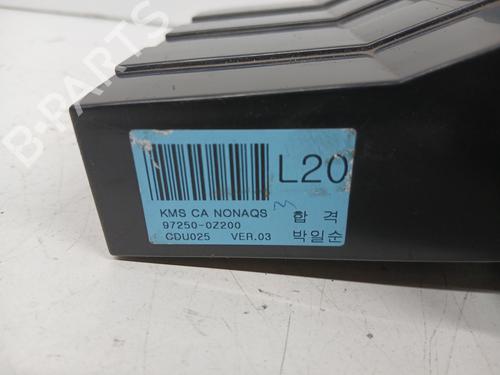 B-PARTS
L20
KMS CA NONAQS
97250-0Z200
CDU025 VER.03
합 격
박일순